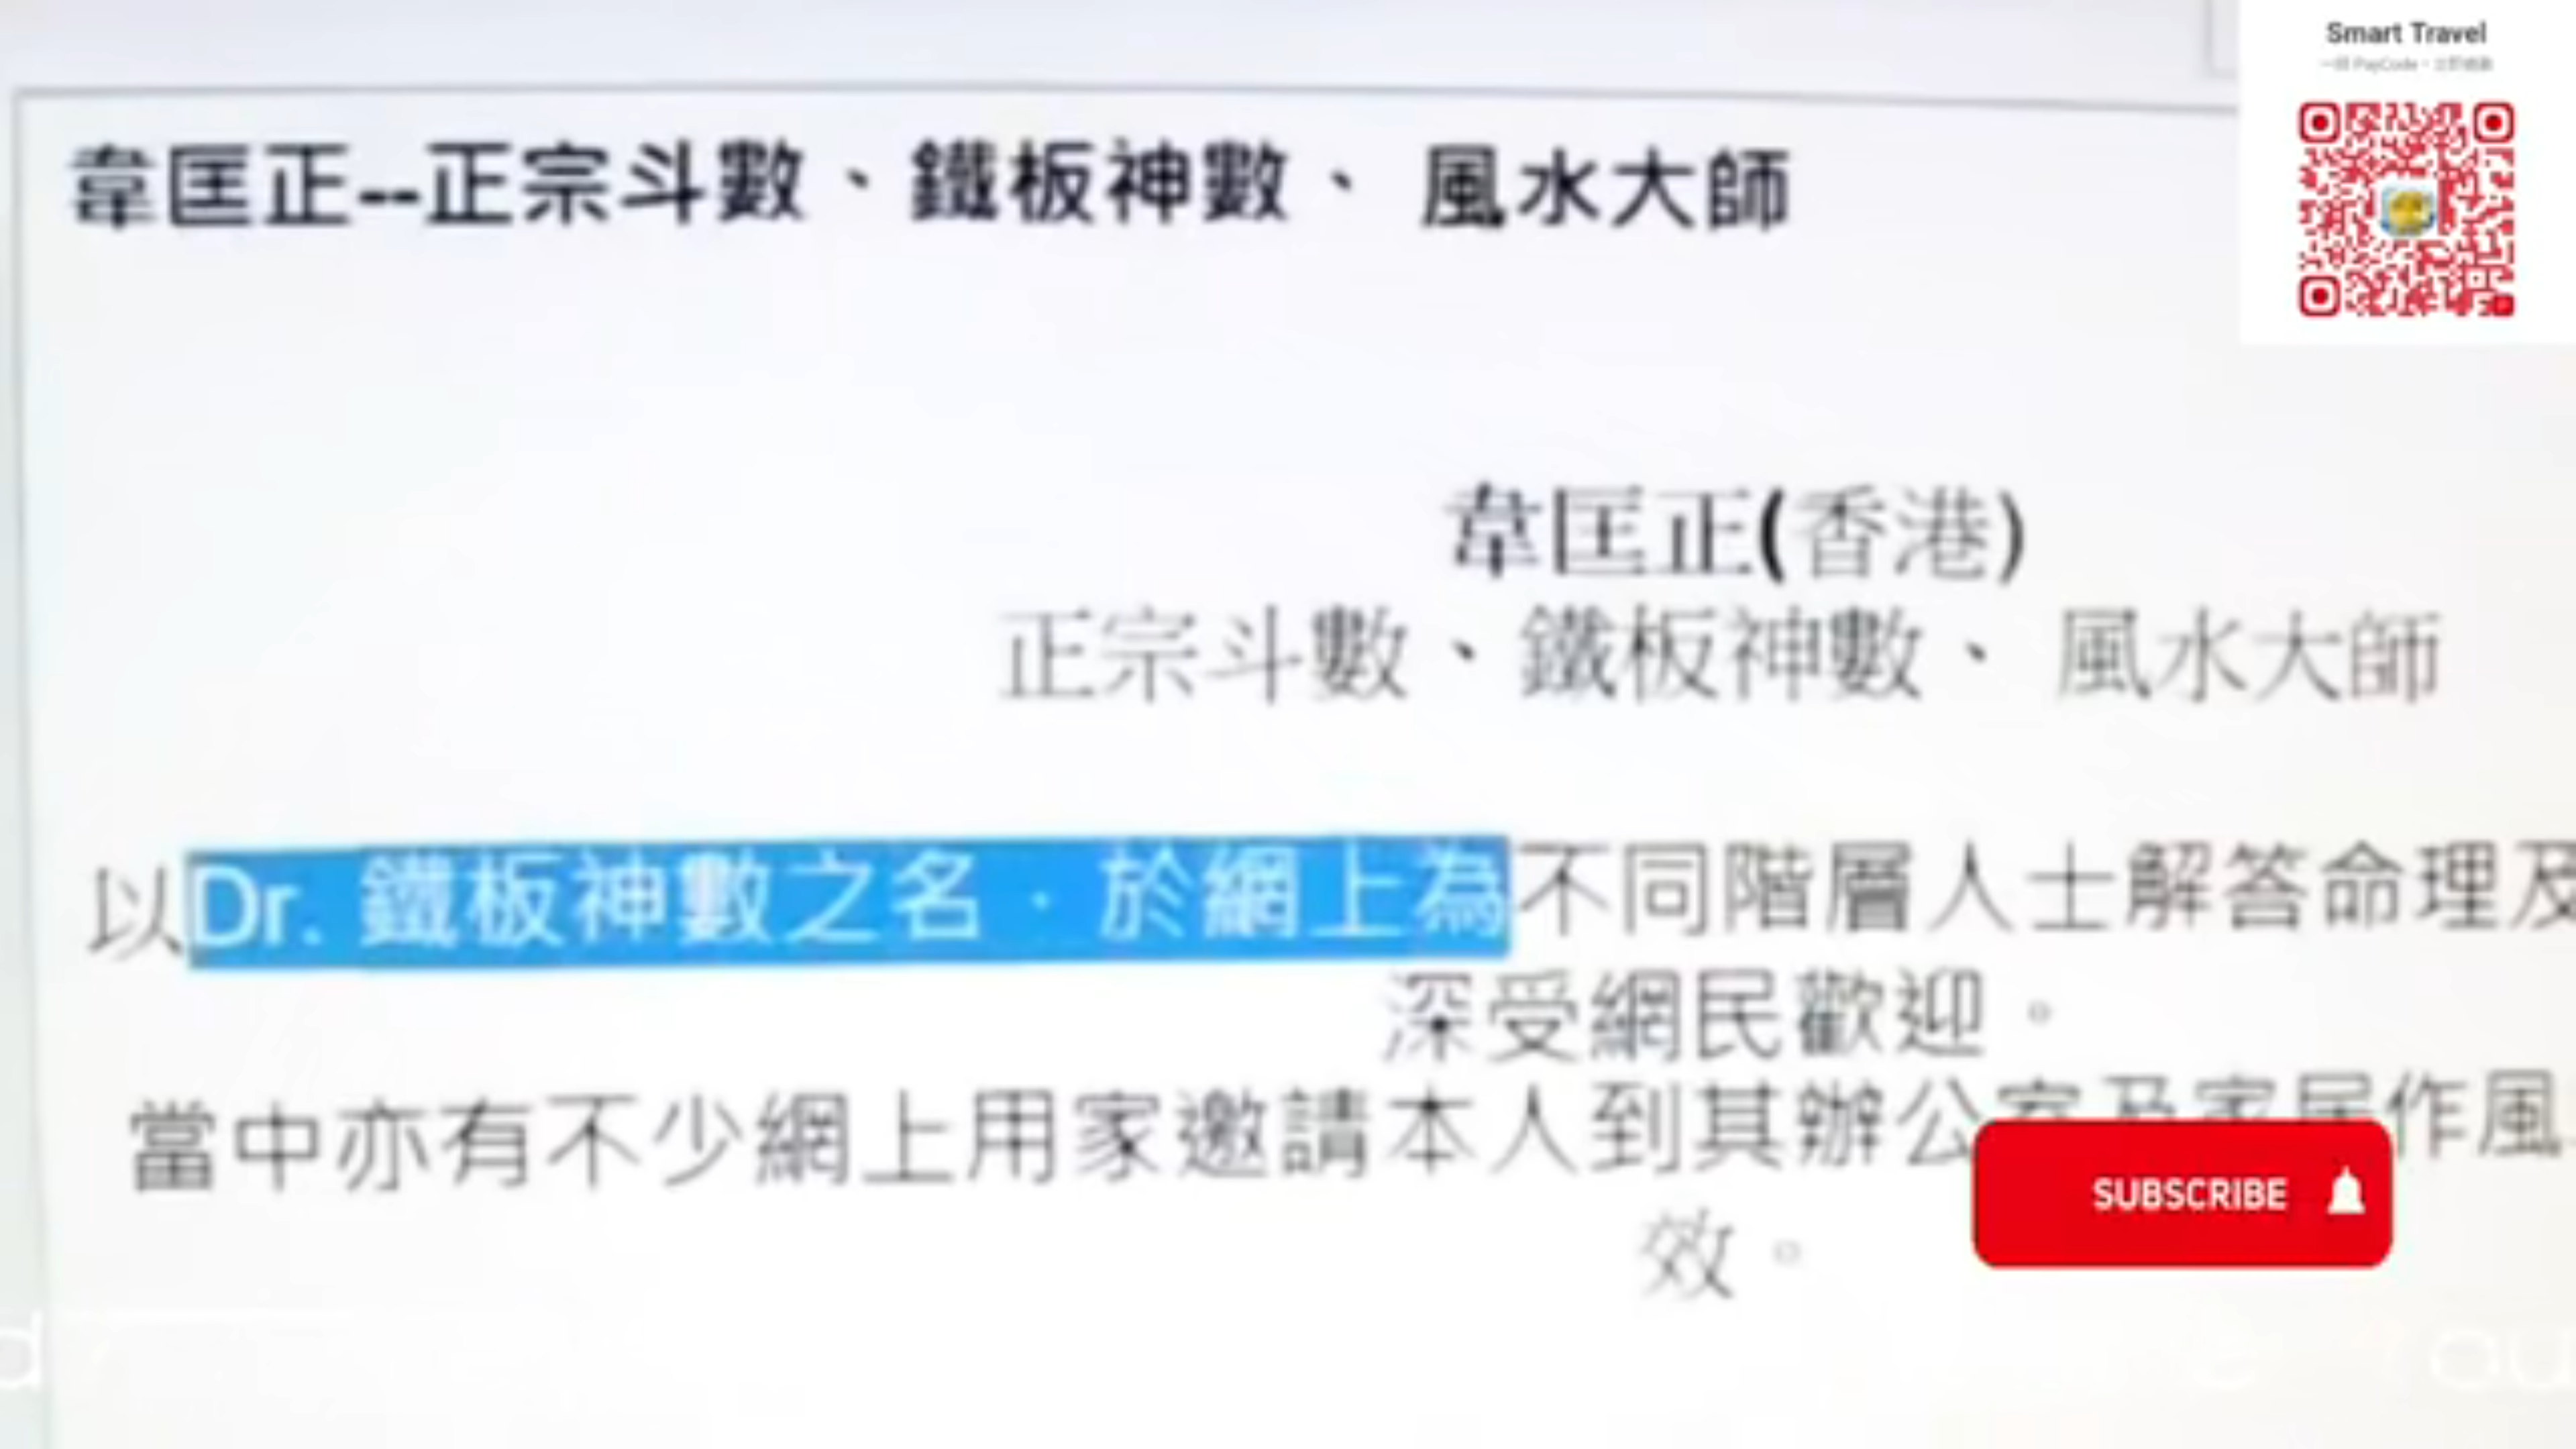 Smart Travel
韋匡正--正宗斗數、鐵板神數、 風水大師
韋匡正(香港)
正宗斗數、鐵板神數、 風水大師
以Dr. 鐵板神數之名, 於網上為不同階層人士解答命理及
深受網民歡迎。
當中亦有不少網上用家邀請本人到其辦公室及家居作風
效。
SUBSCRIBE